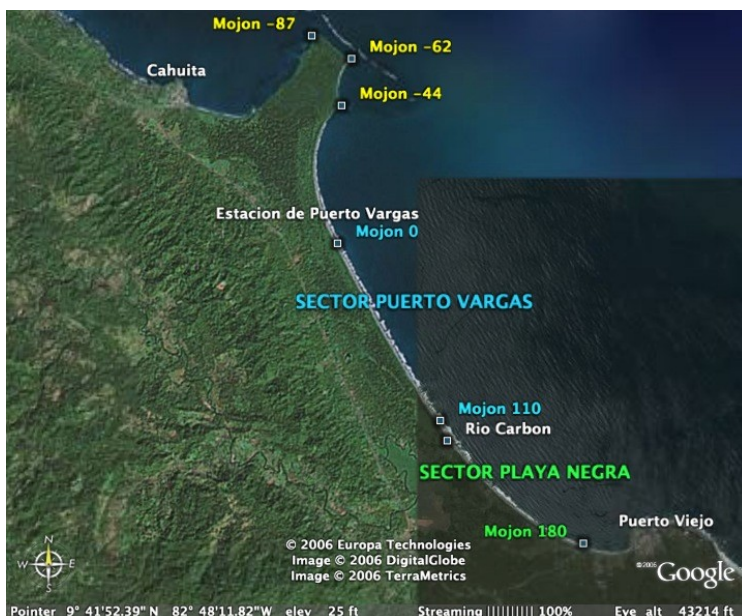 Mojon -87
Mojon -62
Cahuita
Mojon -44
Estacion de Puerto Vargas
Mojon 0
SECTOR PUERTO VARGAS
Mojon 110
Rio Carbon
SECTOR PLAYA NEGRA
Mojon 180
Puerto Viejo
N
W E
S
© 2006 Europa Technologies
Image © 2006 DigitalGlobe
Image © 2006 TerraMetrics
©2006 Google
Pointer 9° 41'52.39" N 82° 48'11.82" W elev 25 ft Streaming ||||||||| 100% Eye alt 43214 ft